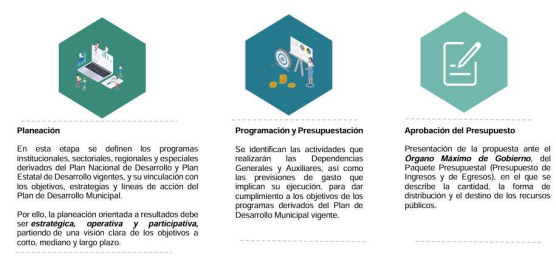 Planeación
En esta etapa se definen los programas
institucionales, sectoriales, regionales y especiales
derivados del Plan Nacional de Desarrollo y Plan
Estatal de Desarrollo vigentes, y su vinculación con
los objetivos, estrategias y líneas de acción del
Plan de Desarrollo Municipal.
Por ello, la planeación orientada a resultados debe
ser estratégica, operativa y participativa,
partiendo de una visión clara de los objetivos a
corto, mediano y largo plazo.
Programación y Presupuestación
Se identifican las actividades que
realizarán las Dependencias
Generales y Auxiliares, así como
las previsiones de gasto que
implican su ejecución, para dar
cumplimiento a los objetivos de los
programas derivados del Plan de
Desarrollo Municipal vigente.
Aprobación del Presupuesto
Presentación de la propuesta ante el
Órgano Máximo de Gobierno, del
Paquete Presupuestal (Presupuesto de
Ingresos y de Egresos), en el que se
describe la cantidad, la forma de
distribución y el destino de los recursos
públicos.